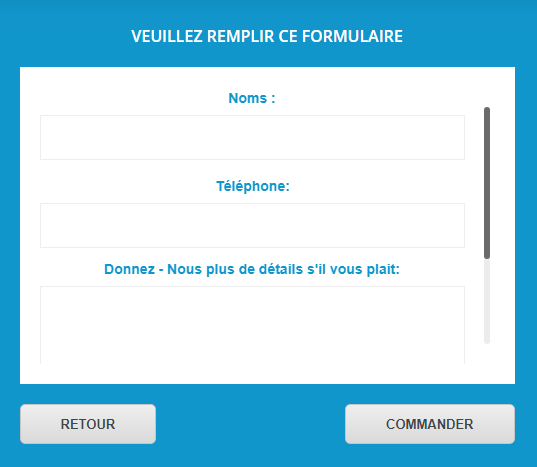 VEUILLEZ REMPLIR CE FORMULAIRE
Noms :
Téléphone:
Donnez - Nous plus de détails s'il vous plait:
RETOUR
COMMANDER